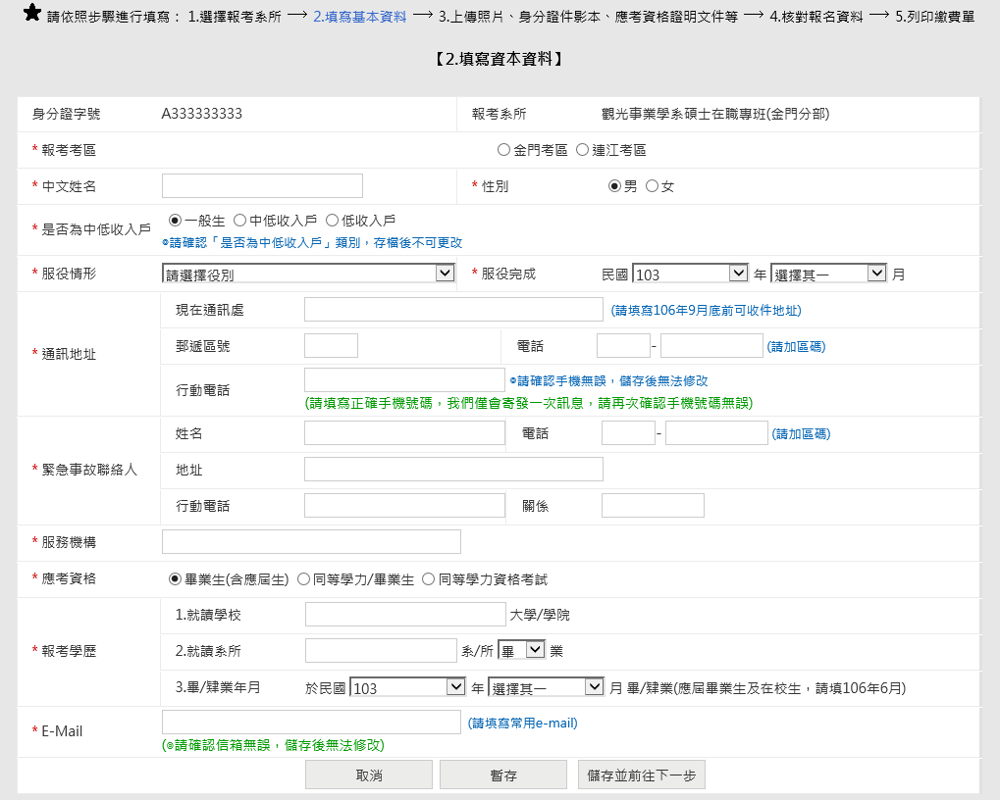 ★ 請依照步驟進行填寫： 1.選擇報考系所 → 2.填寫基本資料 → 3.上傳照片、身分證件影本、應考資格證明文件等 → 4.核對報名資料 → 5.列印繳費單
【2.填寫資本資料】
身分證字號 A333333333 報考系所 觀光事業學系碩士在職專班(金門分部)
* 報考考區 金門考區 連江考區
* 中文姓名 * 性別 男 女
* 是否為中低收入戶 一般生 中低收入戶 低收入戶
⊙請確認「是否為中低收入戶」類別，存檔後不可更改
* 服役情形 請選擇役別 * 服役完成 民國 103 年 選擇其一 月
* 通訊地址
現在通訊處 (請填寫106年9月底前可收件地址)
郵遞區號 電話 - (請加區碼)
行動電話 ⊙請確認手機無誤，儲存後無法修改
(請填寫正確手機號碼，我們僅會寄發一次訊息，請再次確認手機號碼無誤)
* 緊急事故聯絡人
姓名 電話 - (請加區碼)
地址
行動電話 關係
* 服務機構
* 應考資格 畢業生(含應屆生) 同等學力/畢業生 同等學力資格考試
* 報考學歷
1.就讀學校 大學/學院
2.就讀系所 系/所 畢 業
3.畢/肄業年月 於民國 103 年 選擇其一 月 畢/肄業(應屆畢業生及在校生，請填106年6月)
* E-Mail (請填寫常用e-mail)
(⊙請確認信箱無誤，儲存後無法修改)
取消 暫存 儲存並前往下一步